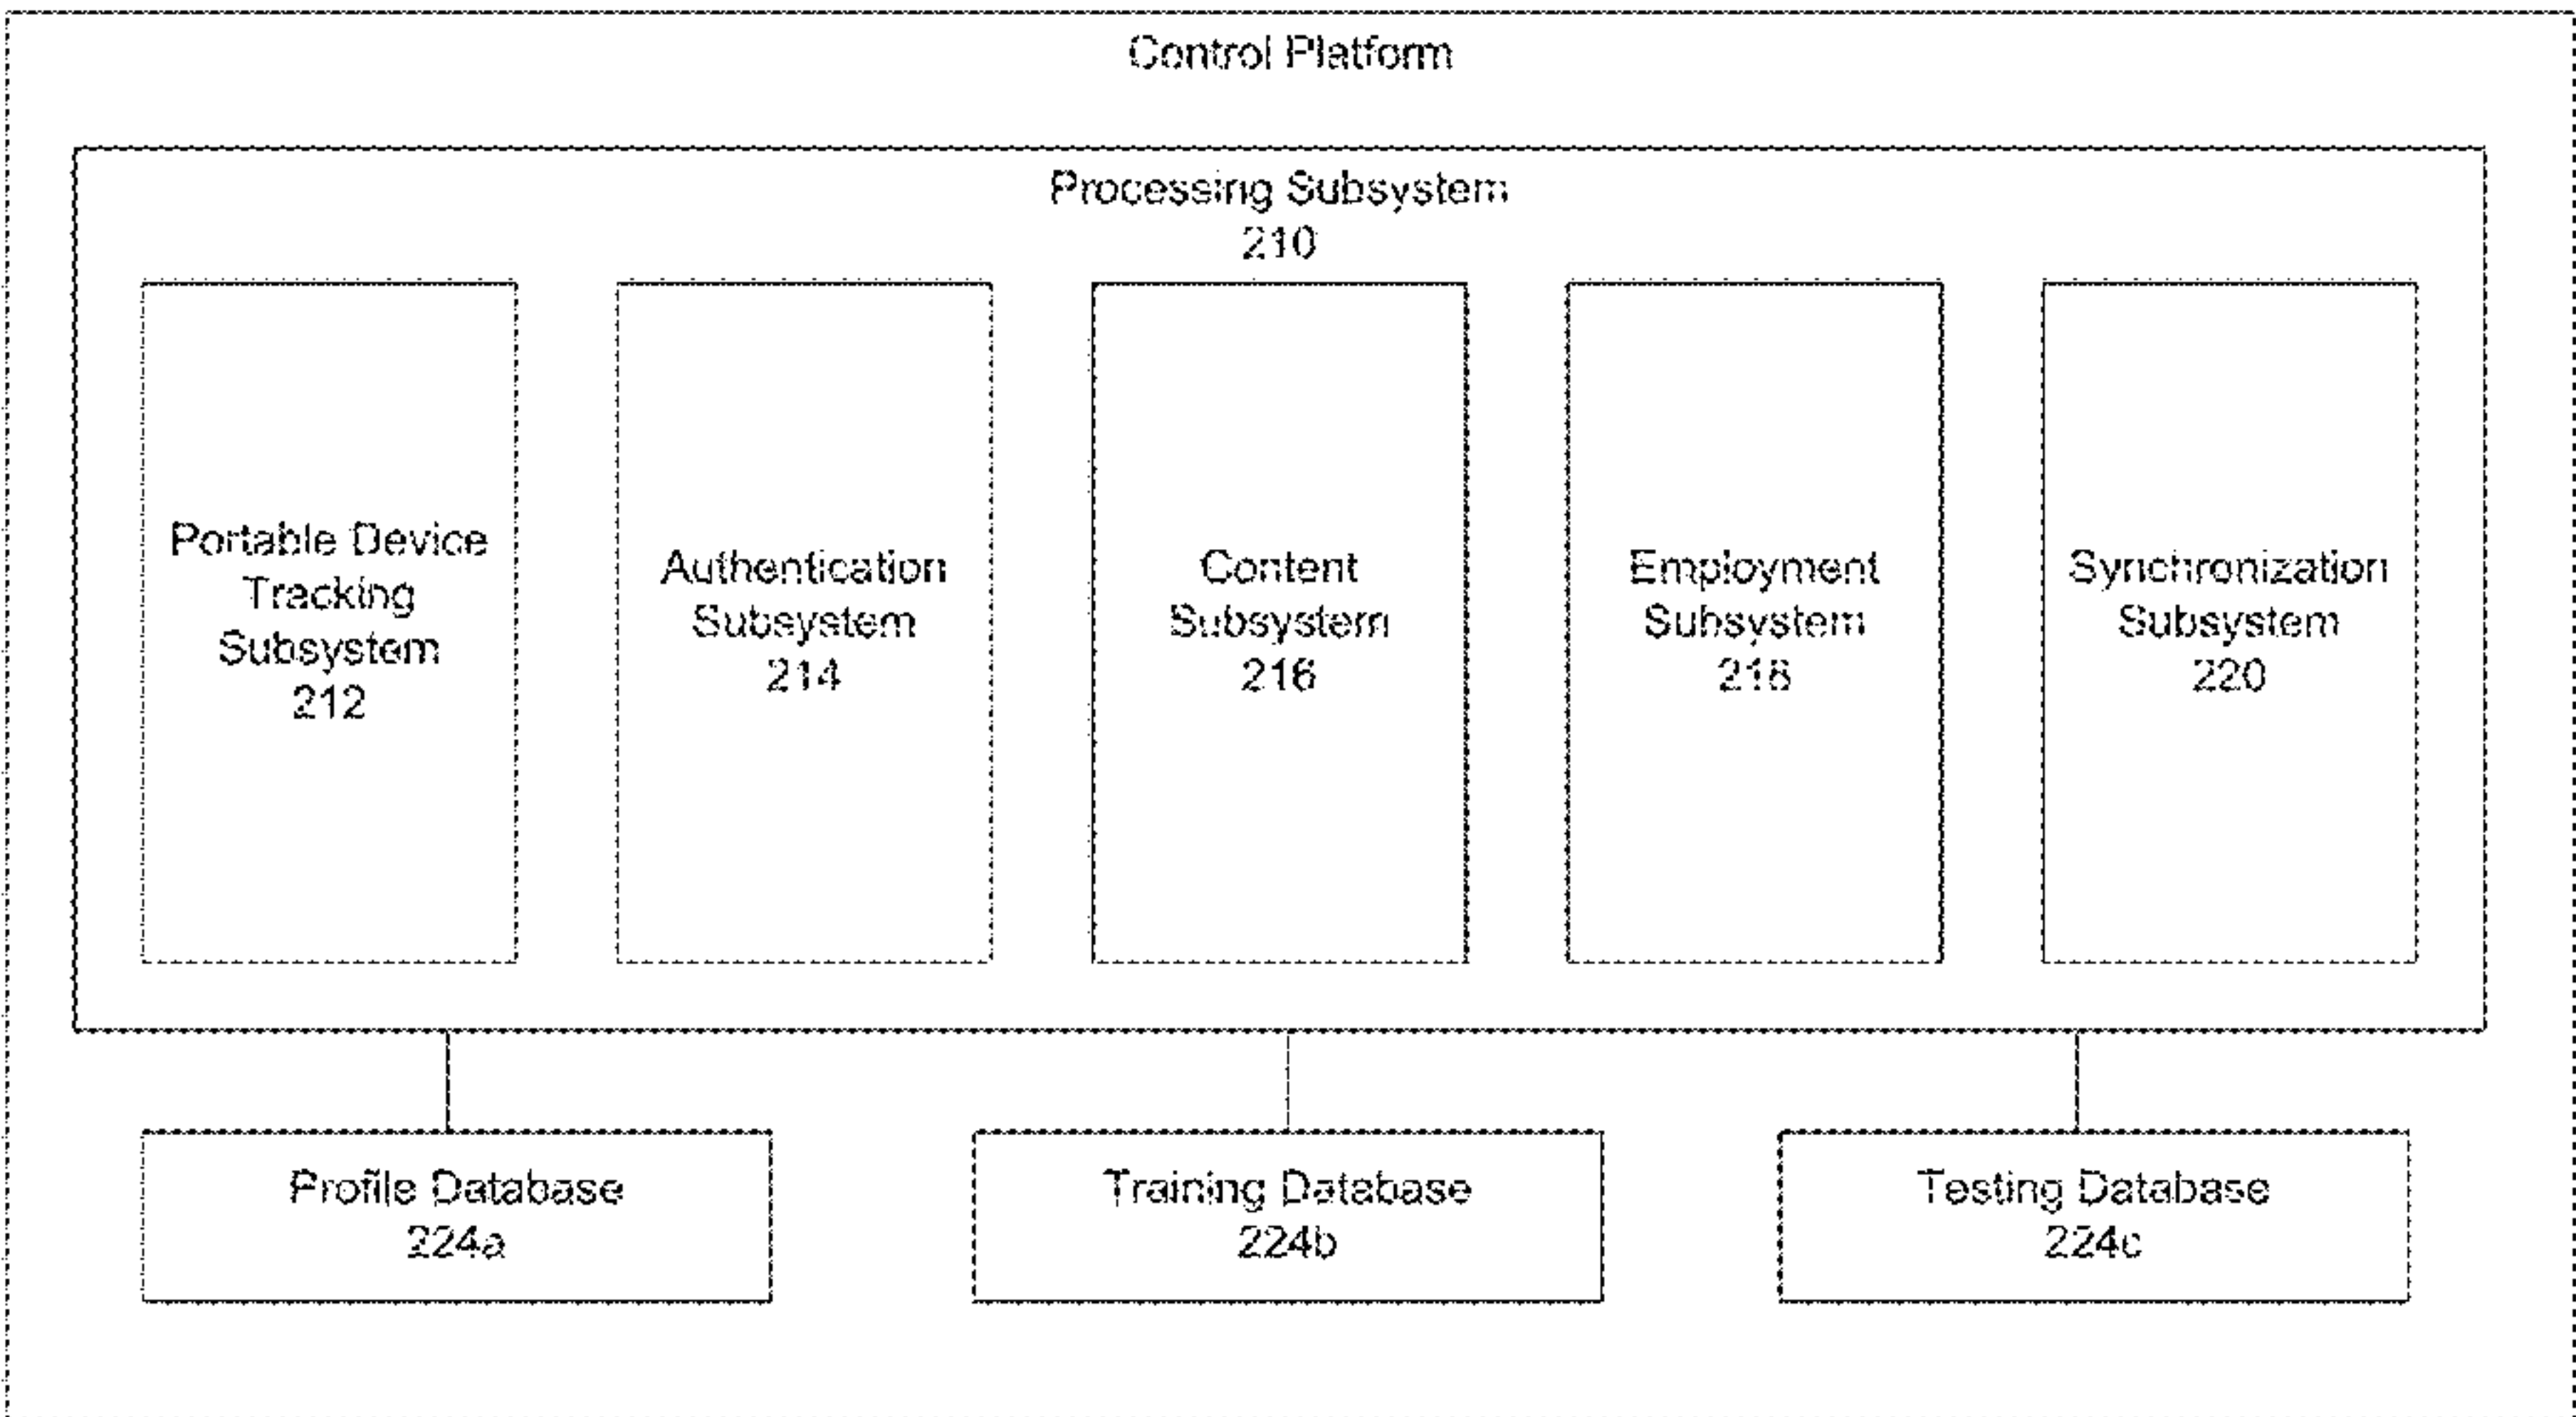 Control Platform
Processing Subsystem
210
Portable Device
Tracking
Subsystem
212
Authentication
Subsystem
214
Content
Subsystem
216
Employment
Subsystem
218
Synchronization
Subsystem
220
Profile Database
224a
Training Database
224b
Testing Database
224c